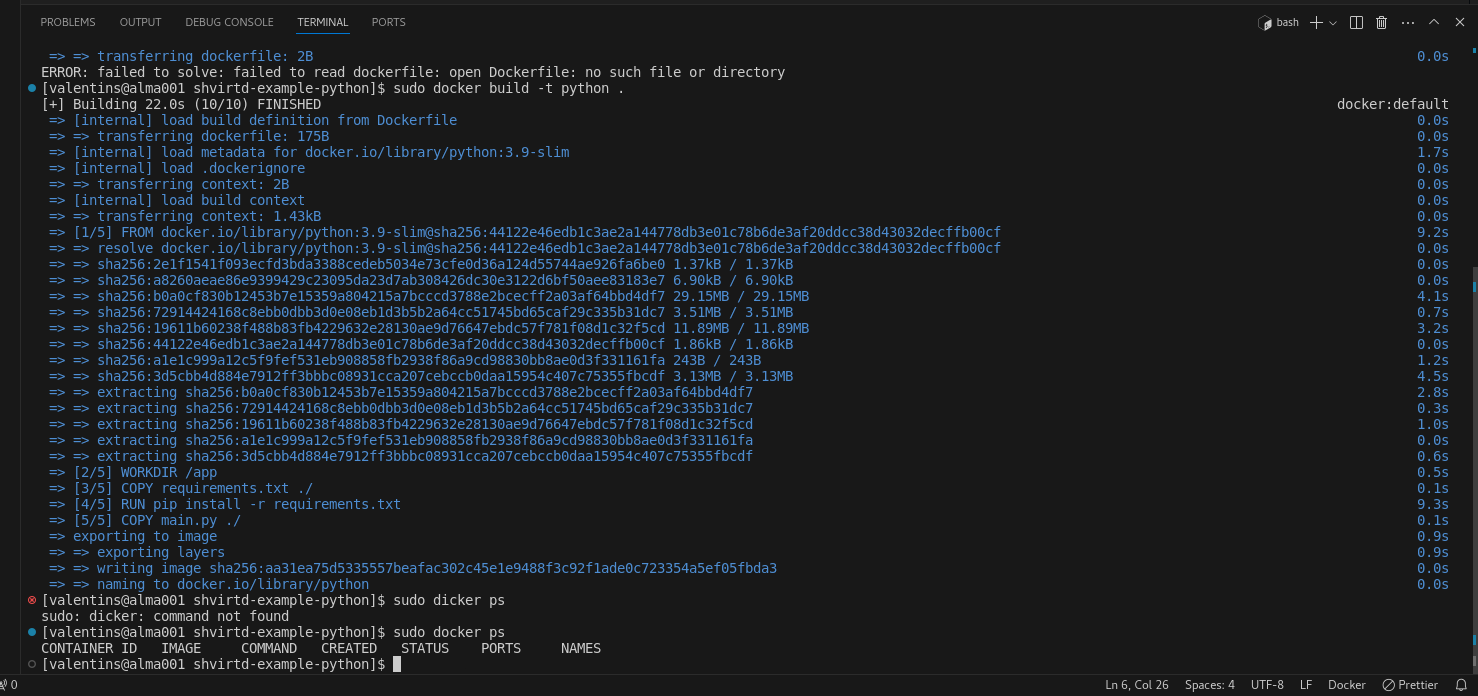 PROBLEMS OUTPUT DEBUG CONSOLE TERMINAL PORTS bash
=> => transferring dockerfile: 2B 0.0s
ERROR: failed to solve: failed to read dockerfile: open Dockerfile: no such file or directory
[valentins@alma001 shvirtd-example-python]$ sudo docker build -t python .
[+] Building 22.0s (10/10) FINISHED docker:default
=> [internal] load build definition from Dockerfile 0.0s
=> => transferring dockerfile: 175B 0.0s
=> [internal] load metadata for docker.io/library/python:3.9-slim 1.7s
=> [internal] load .dockerignore 0.0s
=> => transferring context: 2B 0.0s
=> [internal] load build context 0.0s
=> => transferring context: 1.43kB 0.0s
=> [1/5] FROM docker.io/library/python:3.9-slim@sha256:44122e46edb1c3ae2a144778db3e01c78b6de3af20ddcc38d43032decffb00cf 9.2s
=> => resolve docker.io/library/python:3.9-slim@sha256:44122e46edb1c3ae2a144778db3e01c78b6de3af20ddcc38d43032decffb00cf 0.0s
=> => sha256:2e1f1541f093ecfd3bda3388cedeb5034e73cfe0d36a124d55744ae926fa6be0 1.37kB / 1.37kB 0.0s
=> => sha256:a8260aeae86e9399429c23095da23d7ab308426dc30e3122d6bf50aee83183e7 6.90kB / 6.90kB 0.0s
=> => sha256:b0a0cf830b12453b7e15359a804215a7bcccd3788e2bcecff2a03af64bbd4df7 29.15MB / 29.15MB 4.1s
=> => sha256:72914424168c8ebb0dbb3d0e08eb1d3b5b2a64cc51745bd65caf29c335b31dc7 3.51MB / 3.51MB 0.7s
=> => sha256:19611b60238f488b83fb4229632e28130ae9d76647ebdc57f781f08d1c32f5cd 11.89MB / 11.89MB 3.2s
=> => sha256:44122e46edb1c3ae2a144778db3e01c78b6de3af20ddcc38d43032decffb00cf 1.86kB / 1.86kB 0.0s
=> => sha256:a1e1c999a12c5f9fef531eb908858fb2938f86a9cd98830bb8ae0d3f331161fa 243B / 243B 1.2s
=> => sha256:3d5cbb4d884e7912ff3bbbc08931cca207cebccb0daa15954c407c75355fbcdf 3.13MB / 3.13MB 4.5s
=> => extracting sha256:b0a0cf830b12453b7e15359a804215a7bcccd3788e2bcecff2a03af64bbd4df7 2.8s
=> => extracting sha256:72914424168c8ebb0dbb3d0e08eb1d3b5b2a64cc51745bd65caf29c335b31dc7 0.3s
=> => extracting sha256:19611b60238f488b83fb4229632e28130ae9d76647ebdc57f781f08d1c32f5cd 1.0s
=> => extracting sha256:a1e1c999a12c5f9fef531eb908858fb2938f86a9cd98830bb8ae0d3f331161fa 0.0s
=> => extracting sha256:3d5cbb4d884e7912ff3bbbc08931cca207cebccb0daa15954c407c75355fbcdf 0.6s
=> [2/5] WORKDIR /app 0.5s
=> [3/5] COPY requirements.txt ./ 0.1s
=> [4/5] RUN pip install -r requirements.txt 9.3s
=> [5/5] COPY main.py ./ 0.1s
=> exporting to image 0.9s
=> => exporting layers 0.9s
=> => writing image sha256:aa31ea75d5335557beafac302c45e1e9488f3c92f1ade0c723354a5ef05fbda3 0.0s
=> => naming to docker.io/library/python 0.0s
[valentins@alma001 shvirtd-example-python]$ sudo dicker ps
sudo: dicker: command not found
[valentins@alma001 shvirtd-example-python]$ sudo docker ps
CONTAINER ID IMAGE COMMAND CREATED STATUS PORTS NAMES
[valentins@alma001 shvirtd-example-python]$
0 Ln 6, Col 26 Spaces: 4 UTF-8 LF Docker Prettier